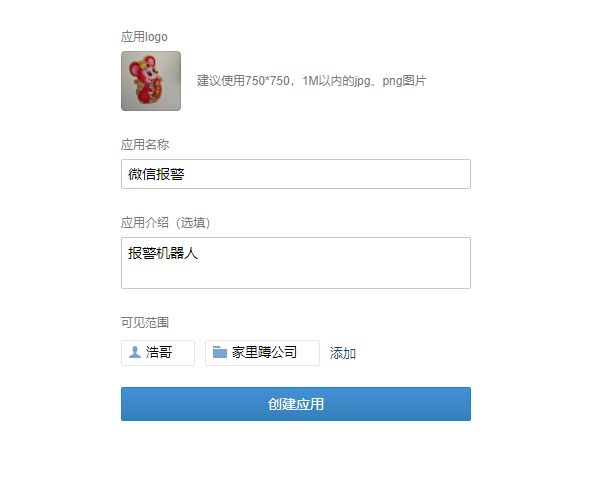 应用logo
建议使用750*750，1M以内的jpg、png图片
应用名称
微信报警
应用介绍（选填）
报警机器人
可见范围
浩哥 家里蹲公司 添加
创建应用